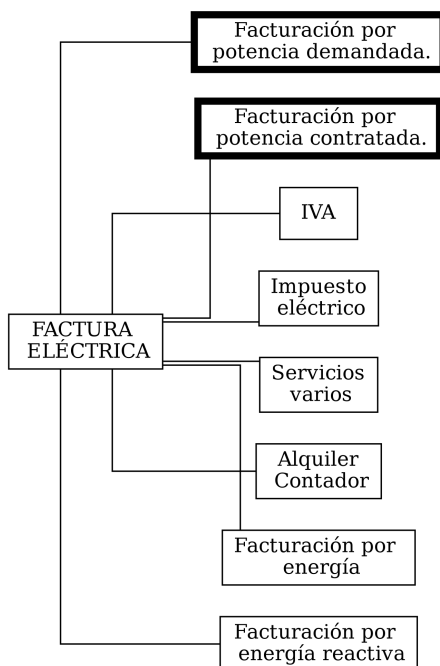 Facturación por
potencia demandada.
Facturación por
potencia contratada.
IVA
Impuesto
eléctrico
FACTURA
ELÉCTRICA
Servicios
varios
Alquiler
Contador
Facturación por
energía
Facturación por
energía reactiva